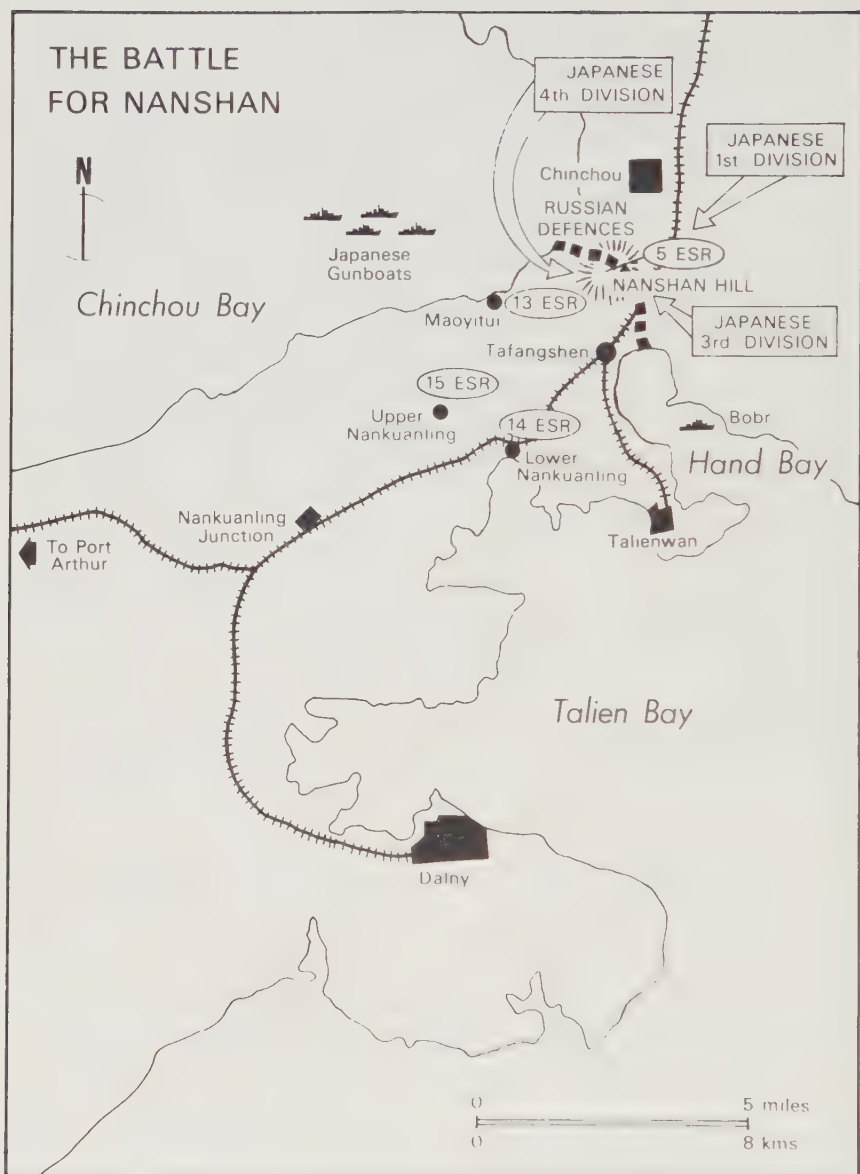 THE BATTLE
FOR NANSHAN
N
JAPANESE
4th DIVISION
JAPANESE
1st DIVISION
Chinchou
RUSSIAN
DEFENCES
5 ESR
Japanese
Gunboats
NANSHAN HILL
Chinchou Bay
13 ESR
Maoyitui
JAPANESE
3rd DIVISION
Tafangshen
15 ESR
Upper
Nankuanling
14 ESR
Bobr
Lower
Nankuanling
Hand Bay
Nankuanling
Junction
Talienwan
To Port
Arthur
Talien Bay
Dalny
0 5 miles
0 8 kms